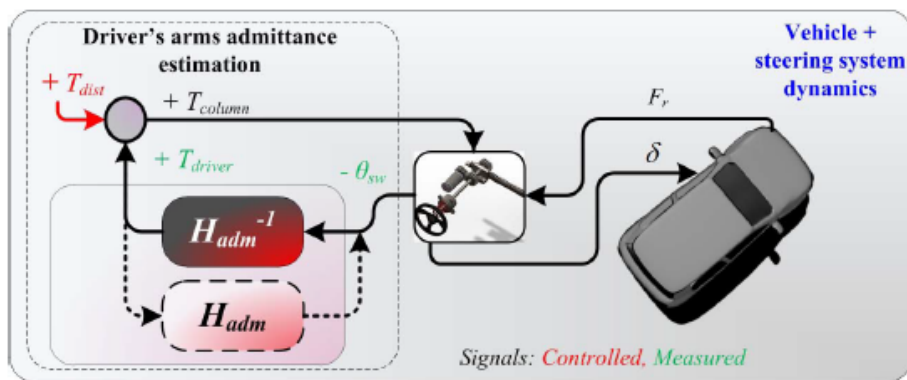 Driver's arms admittance
estimation
Vehicle +
steering system
dynamics
+ T_dist
+ T_column
F_r
+ T_driver
- θ_sw
δ
H_adm^-1
H_adm
Signals: Controlled, Measured